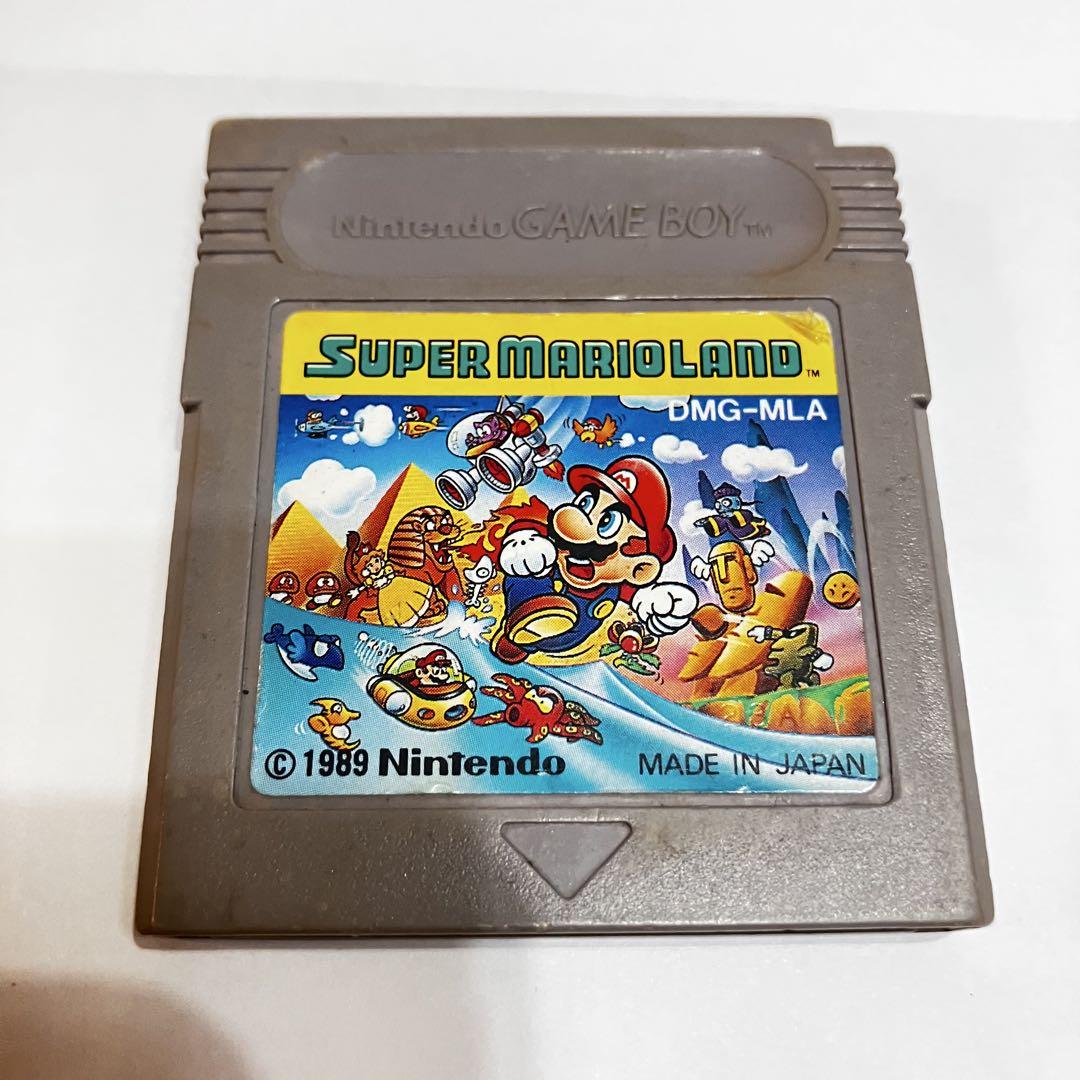 Nintendo GAME BOY™
SUPER MARIOLAND™
DMG-MLA
M
© 1989 Nintendo
MADE IN JAPAN